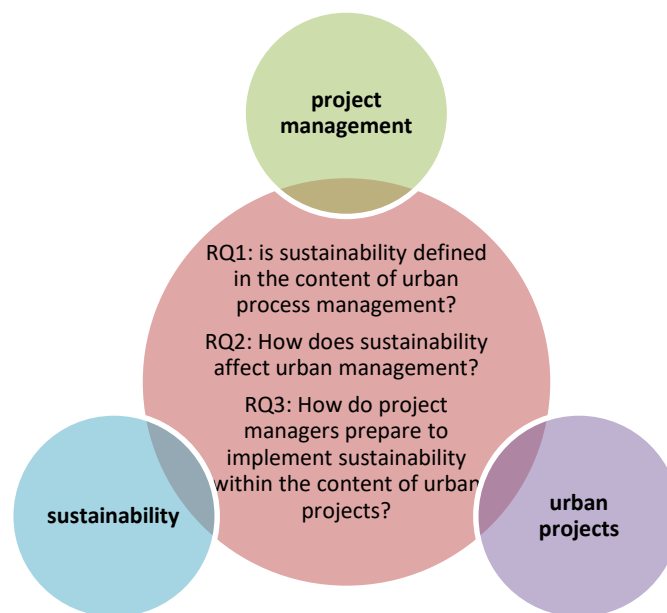 project
management
RQ1: is sustainability defined
in the content of urban
process management?
RQ2: How does sustainability
affect urban management?
RQ3: How do project
managers prepare to
implement sustainability
within the content of urban
projects?
sustainability
urban
projects